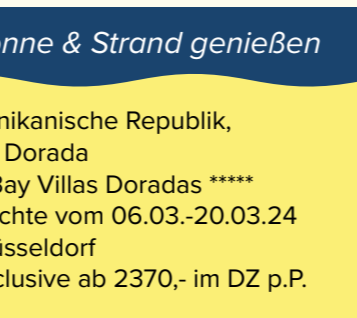 onne & Strand genießen
nikanische Republik,
Dorada
Bay Villas Doradas *****
chte vom 06.03.-20.03.24
üsseldorf
clusive ab 2370,- im DZ p.P.